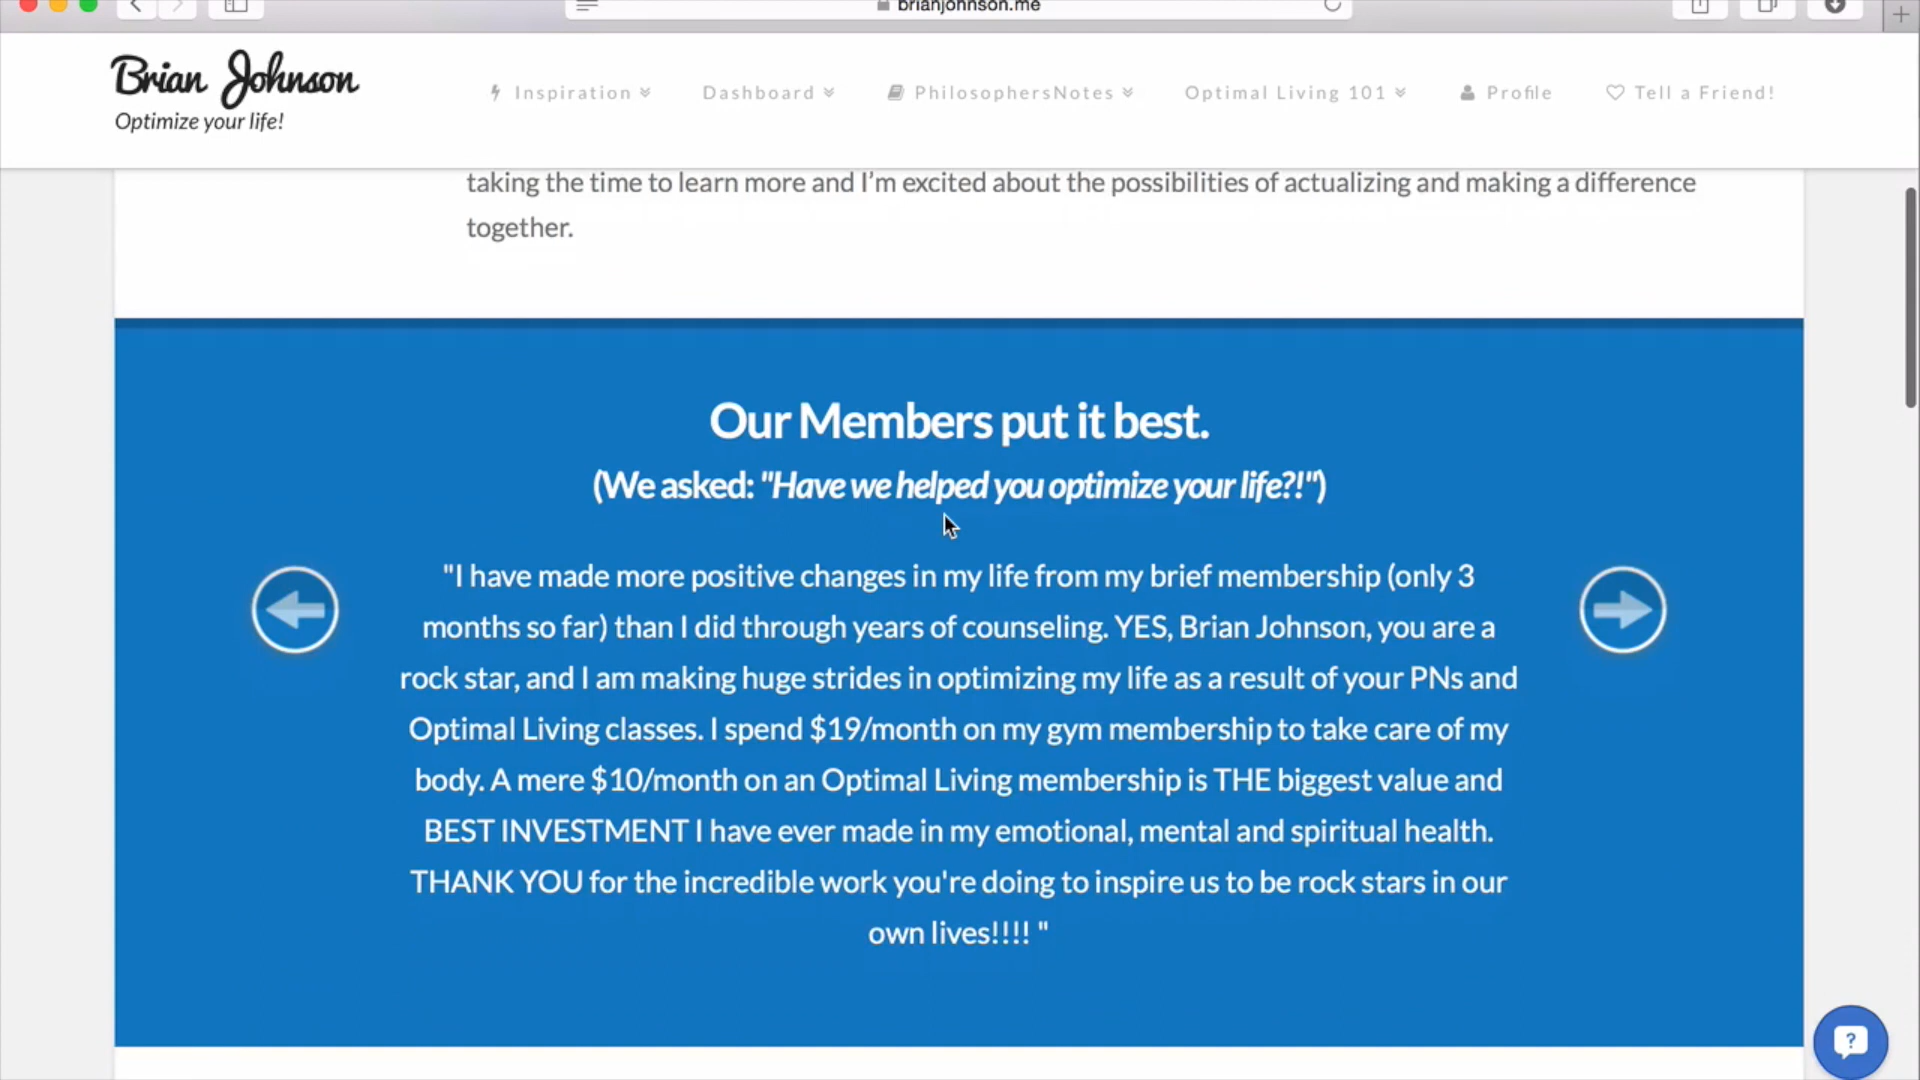 brianjohnson.me
Brian Johnson
Optimize your life!
Inspiration
Dashboard
PhilosophersNotes
Optimal Living 101
Profile
Tell a Friend!
taking the time to learn more and I'm excited about the possibilities of actualizing and making a difference
together.
Our Members put it best.
(We asked: "Have we helped you optimize your life?!")
"I have made more positive changes in my life from my brief membership (only 3
months so far) than I did through years of counseling. YES, Brian Johnson, you are a
rock star, and I am making huge strides in optimizing my life as a result of your PNs and
Optimal Living classes. I spend $19/month on my gym membership to take care of my
body. A mere $10/month on an Optimal Living membership is THE biggest value and
BEST INVESTMENT I have ever made in my emotional, mental and spiritual health.
THANK YOU for the incredible work you're doing to inspire us to be rock stars in our
own lives!!!! "